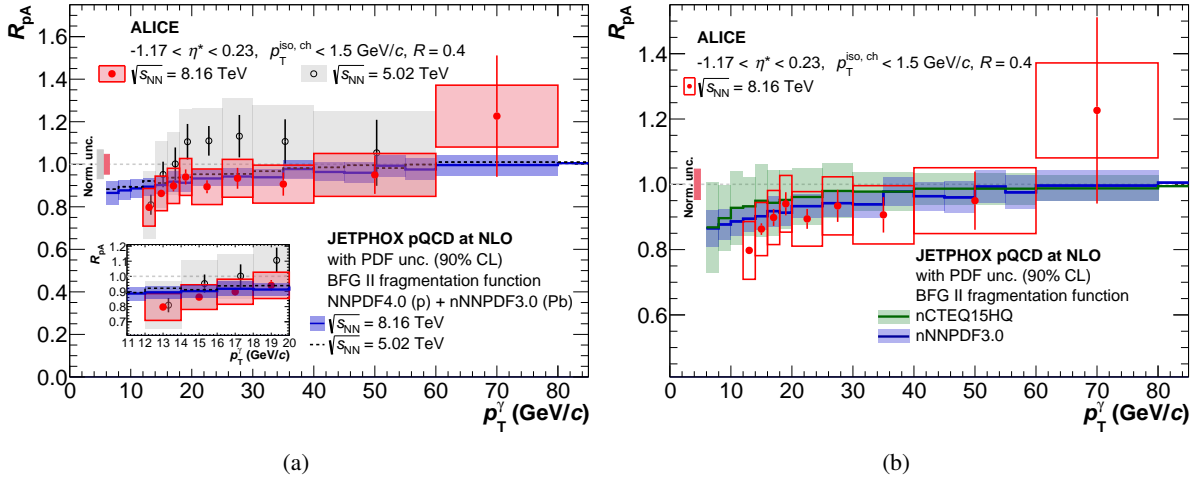 R_pA
1.6
1.4
1.2
1.0
0.8
0.6
0.4
0.2
0.0
ALICE
-1.17 < η* < 0.23, p_T^iso, ch < 1.5 GeV/c, R = 0.4
√s_NN = 8.16 TeV √s_NN = 5.02 TeV
Norm. unc.
JETPHOX pQCD at NLO
with PDF unc. (90% CL)
BFG II fragmentation function
NNPDF4.0 (p) + nNNPDF3.0 (Pb)
√s_NN = 8.16 TeV
√s_NN = 5.02 TeV
R_pA
1.2
1.1
1.0
0.9
0.8
0.7
11 12 13 14 15 16 17 18 19 20
p_T^γ (GeV/c)
0 10 20 30 40 50 60 70 80
p_T^γ (GeV/c)
(a)
R_pA
1.4
1.2
1.0
0.8
0.6
ALICE
-1.17 < η* < 0.23, p_T^iso, ch < 1.5 GeV/c, R = 0.4
√s_NN = 8.16 TeV
Norm. unc.
JETPHOX pQCD at NLO
with PDF unc. (90% CL)
BFG II fragmentation function
nCTEQ15HQ
nNNPDF3.0
0 10 20 30 40 50 60 70 80
p_T^γ (GeV/c)
(b)